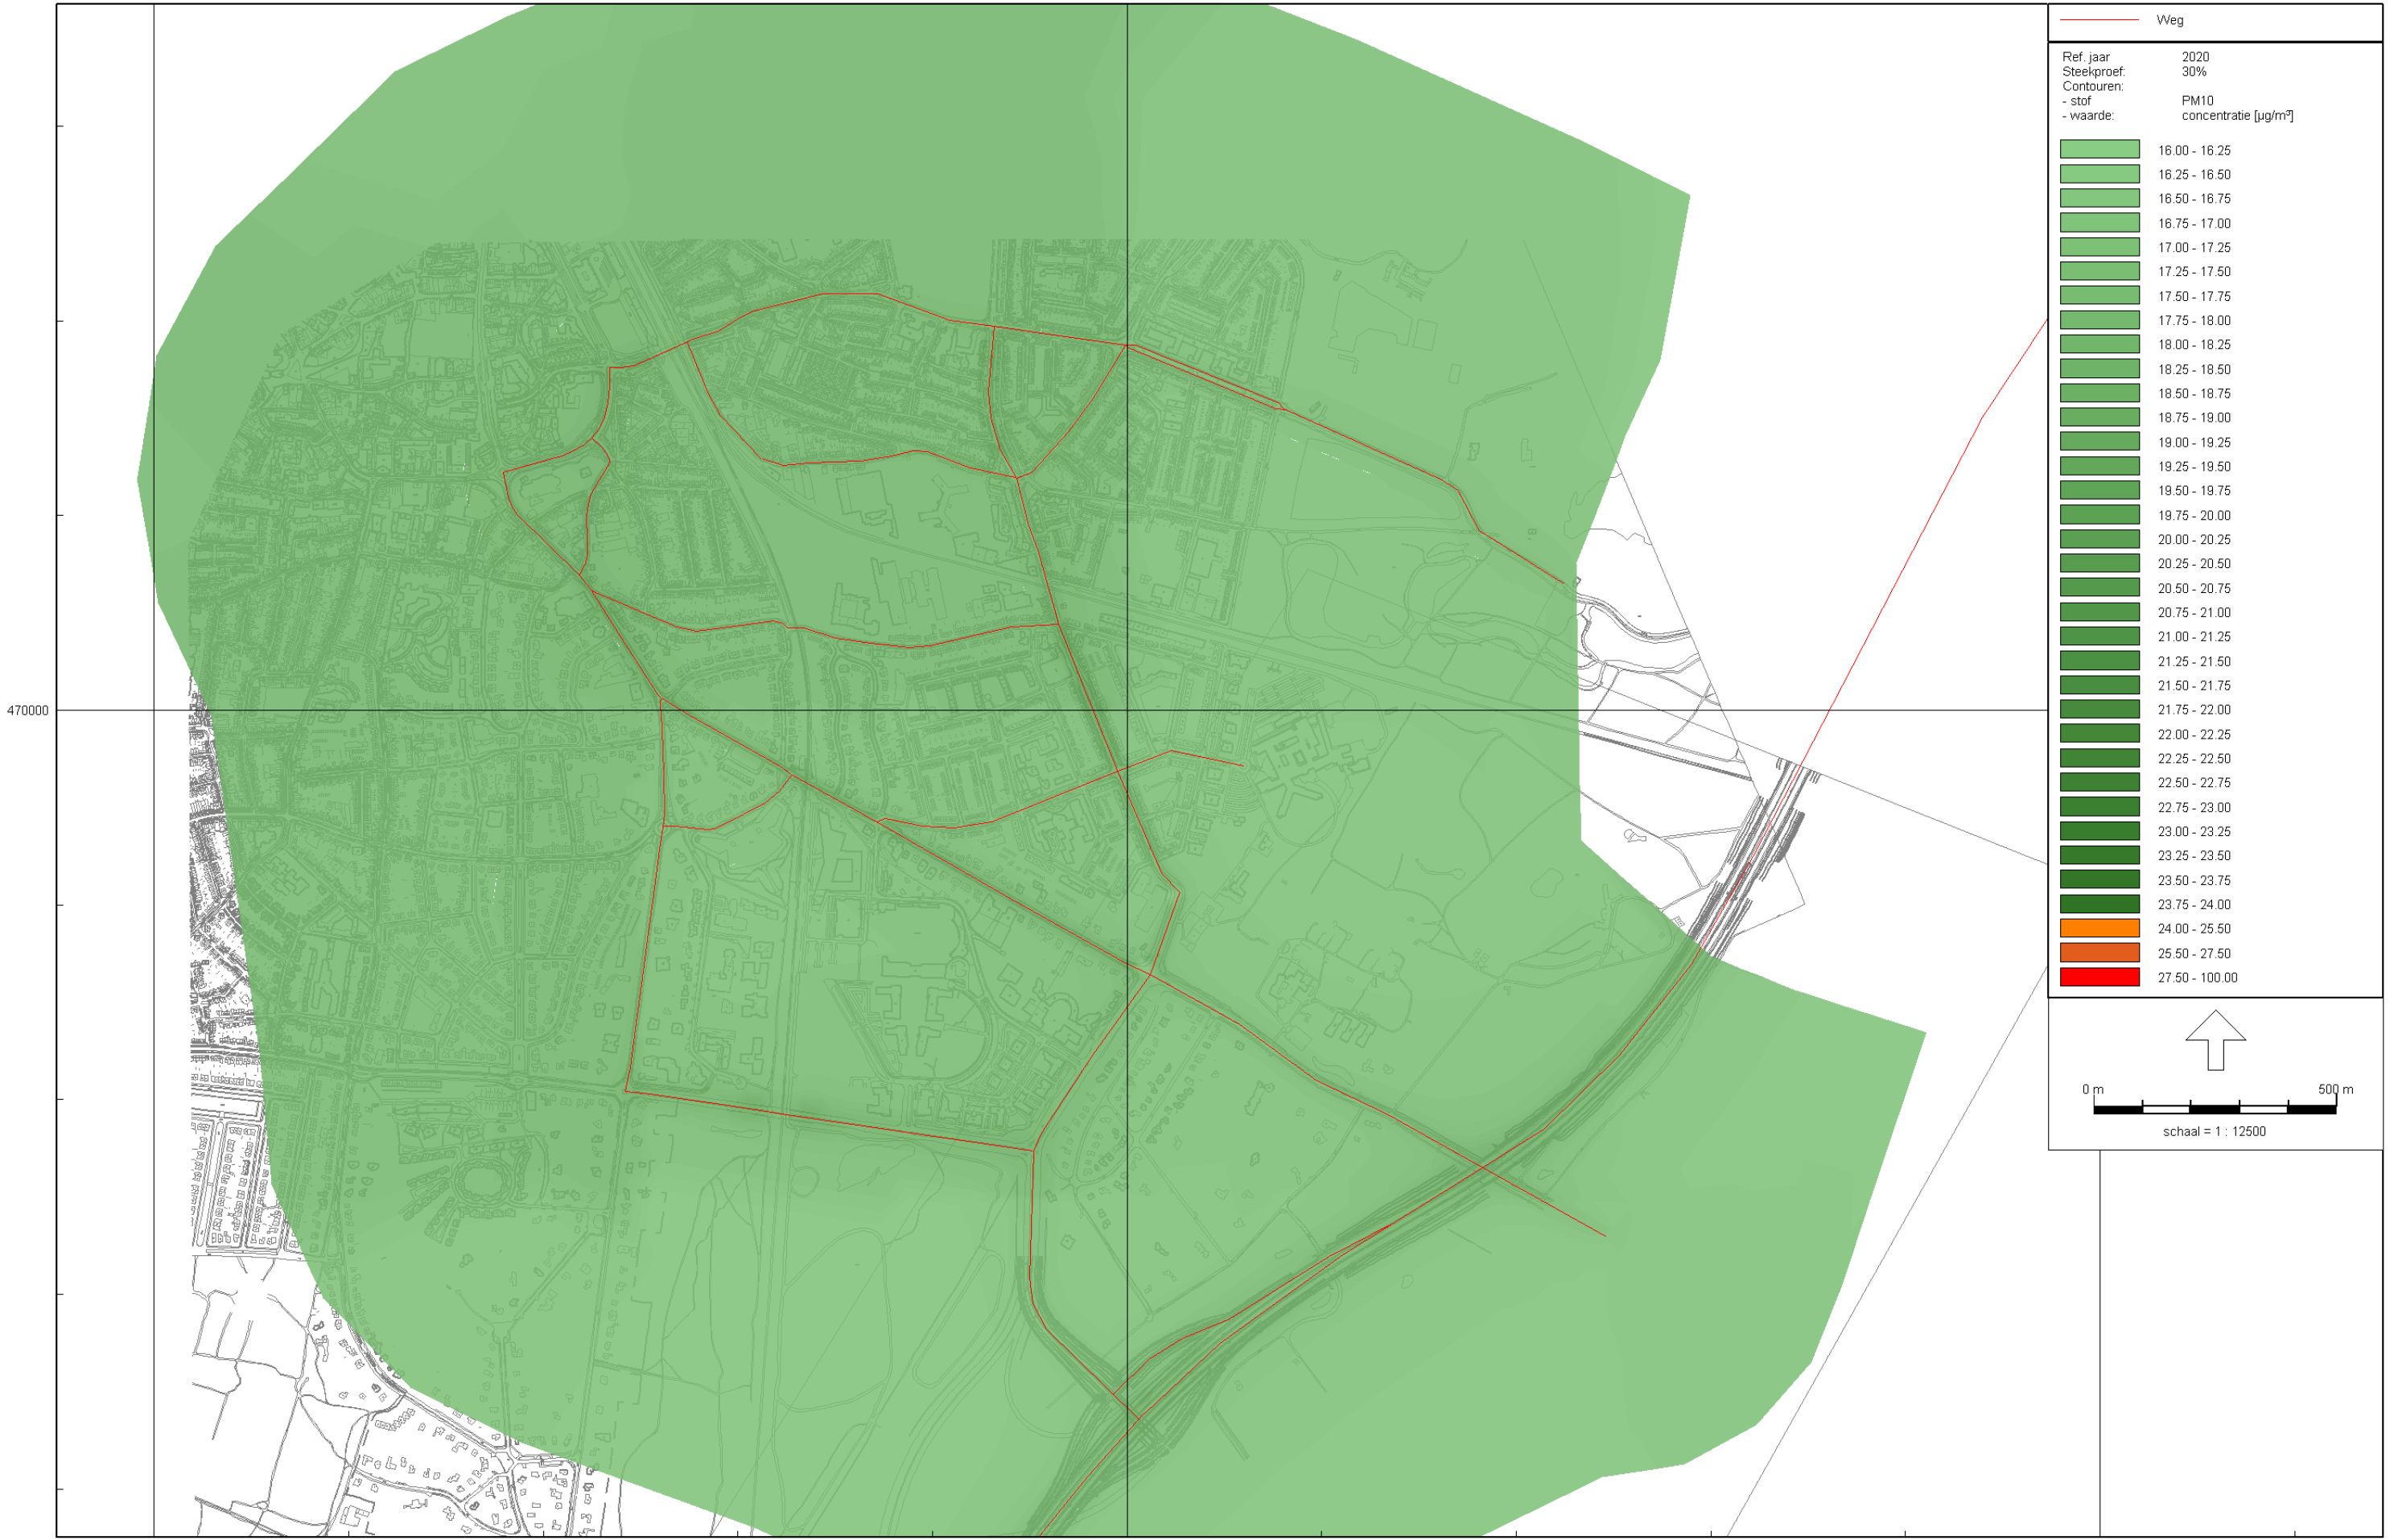 Weg
Ref. jaar 2020
Steekproef: 30%
Contouren:
- stof PM10
- waarde: concentratie [µg/m³]
16.00 - 16.25
16.25 - 16.50
16.50 - 16.75
16.75 - 17.00
17.00 - 17.25
17.25 - 17.50
17.50 - 17.75
17.75 - 18.00
18.00 - 18.25
18.25 - 18.50
18.50 - 18.75
18.75 - 19.00
19.00 - 19.25
19.25 - 19.50
19.50 - 19.75
19.75 - 20.00
20.00 - 20.25
20.25 - 20.50
20.50 - 20.75
20.75 - 21.00
21.00 - 21.25
21.25 - 21.50
21.50 - 21.75
21.75 - 22.00
22.00 - 22.25
22.25 - 22.50
22.50 - 22.75
22.75 - 23.00
23.00 - 23.25
23.25 - 23.50
23.50 - 23.75
23.75 - 24.00
24.00 - 25.50
25.50 - 27.50
27.50 - 100.00
470000
0 m 500 m
schaal = 1 : 12500